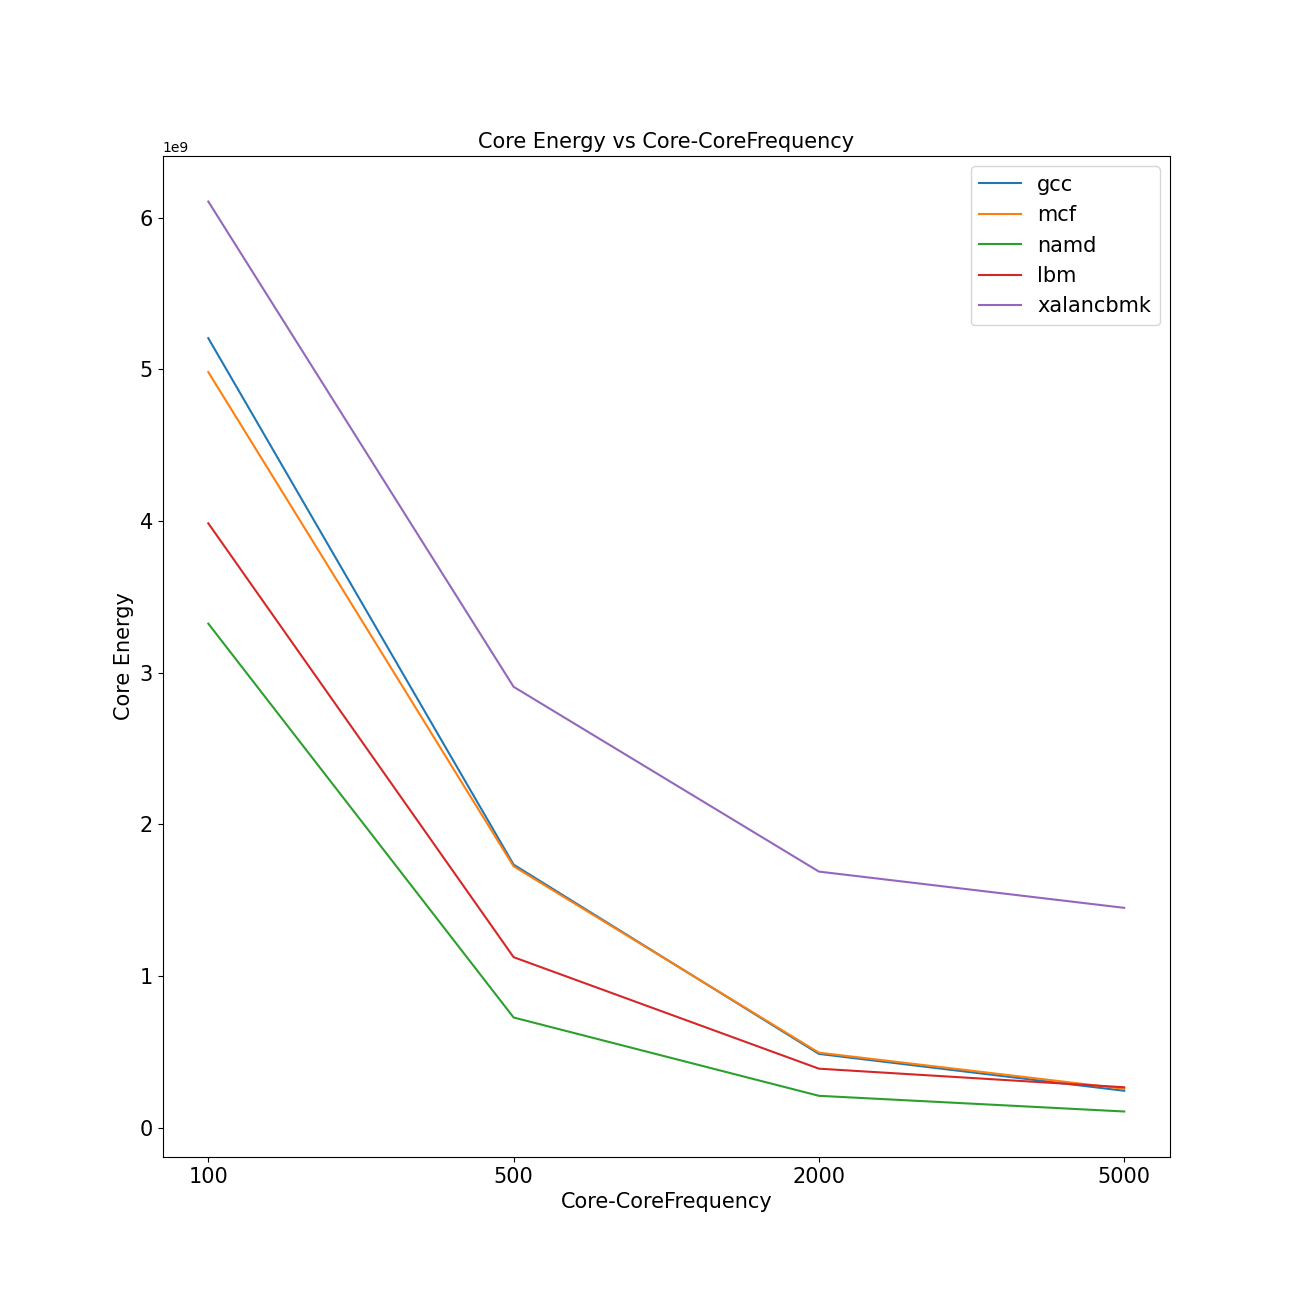 Core Energy vs Core-CoreFrequency
1e9
gcc
mcf
namd
lbm
xalancbmk
6
5
4
3
2
1
0
Core Energy
100 500 2000 5000
Core-CoreFrequency